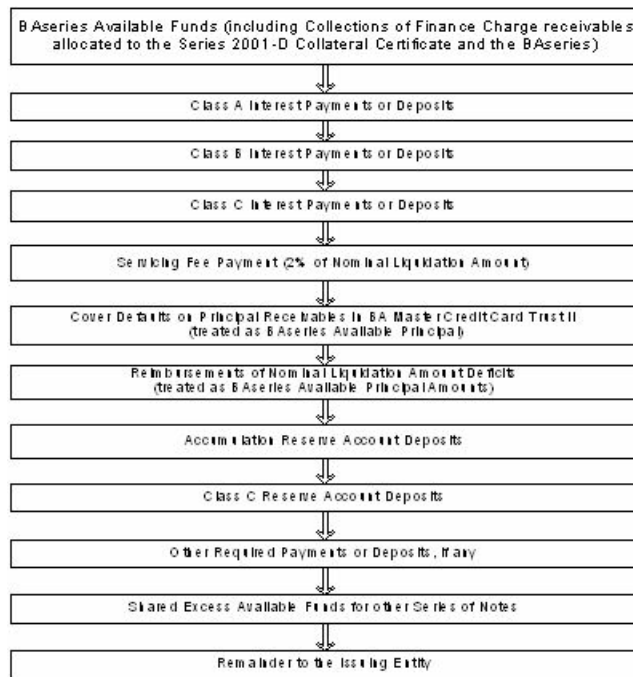 BAseries Available Funds (including Collections of Finance Charge receivables
allocated to the Series 2001-D Collateral Certificate and the BAseries)
Class A Interest Payments or Deposits
Class B Interest Payments or Deposits
Class C Interest Payments or Deposits
Servicing Fee Payment (2% of Nominal Liquidation Amount)
Cover Defaults on Principal Receivables in BA Master Credit Card Trust II
(treated as BAseries Available Principal)
Reimbursements of Nominal Liquidation Amount Deficits
(treated as BAseries Available Principal Amounts)
Accumulation Reserve Account Deposits
Class C Reserve Account Deposits
Other Required Payments or Deposits, if any
Shared Excess Available Funds for other Series of Notes
Remainder to the Issuing Entity